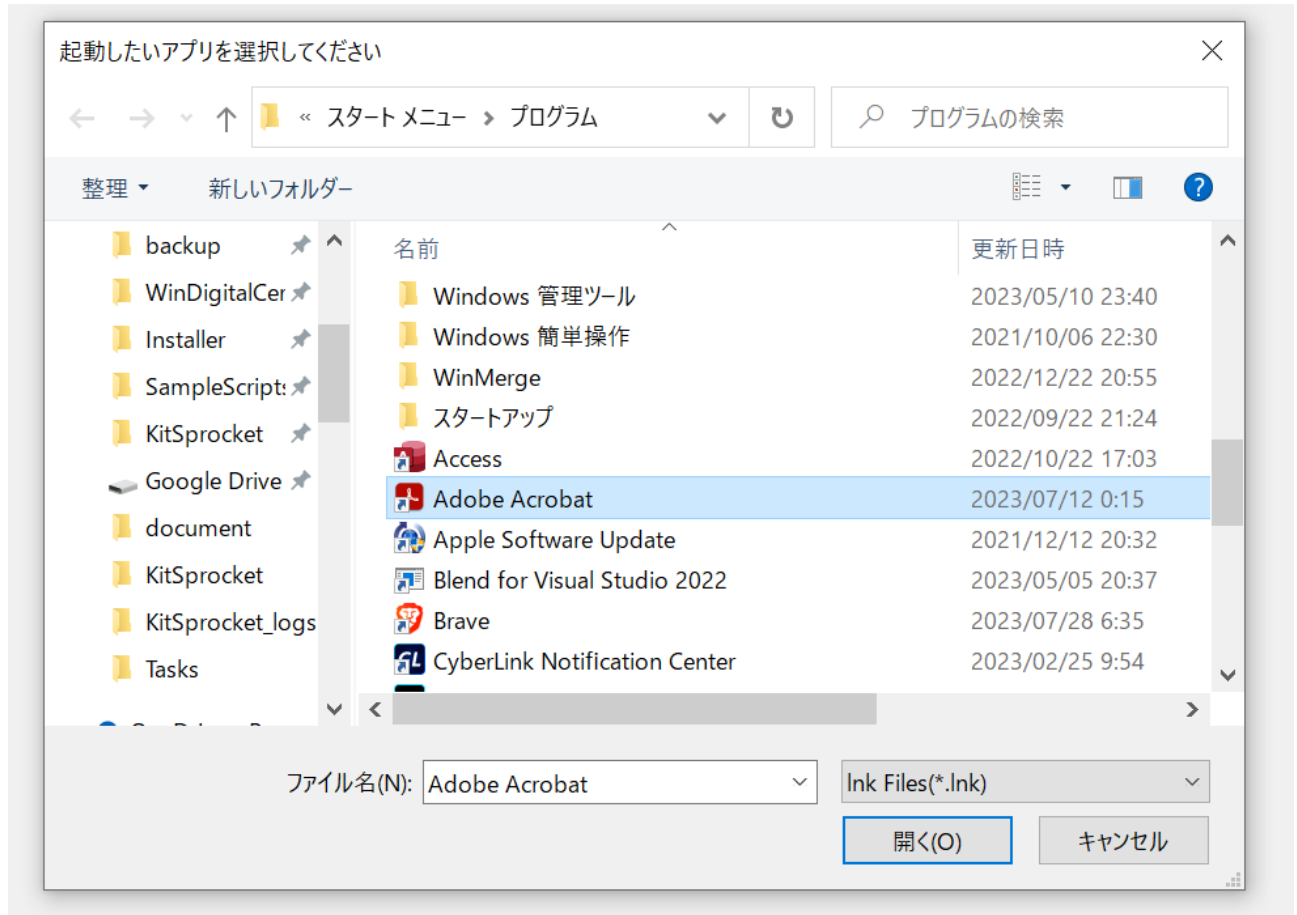 起動したいアプリを選択してください
« スタート メニュー > プログラム
プログラムの検索
整理
新しいフォルダー
backup
WinDigitalCer
Installer
SampleScripts
KitSprocket
Google Drive
document
KitSprocket
KitSprocket_logs
Tasks
名前 更新日時
Windows 管理ツール 2023/05/10 23:40
Windows 簡単操作 2021/10/06 22:30
WinMerge 2022/12/22 20:55
スタートアップ 2022/09/22 21:24
Access 2022/10/22 17:03
Adobe Acrobat 2023/07/12 0:15
Apple Software Update 2021/12/12 20:32
Blend for Visual Studio 2022 2023/05/05 20:37
Brave 2023/07/28 6:35
CyberLink Notification Center 2023/02/25 9:54
ファイル名(N): Adobe Acrobat
lnk Files(*.lnk)
開く(O)
キャンセル